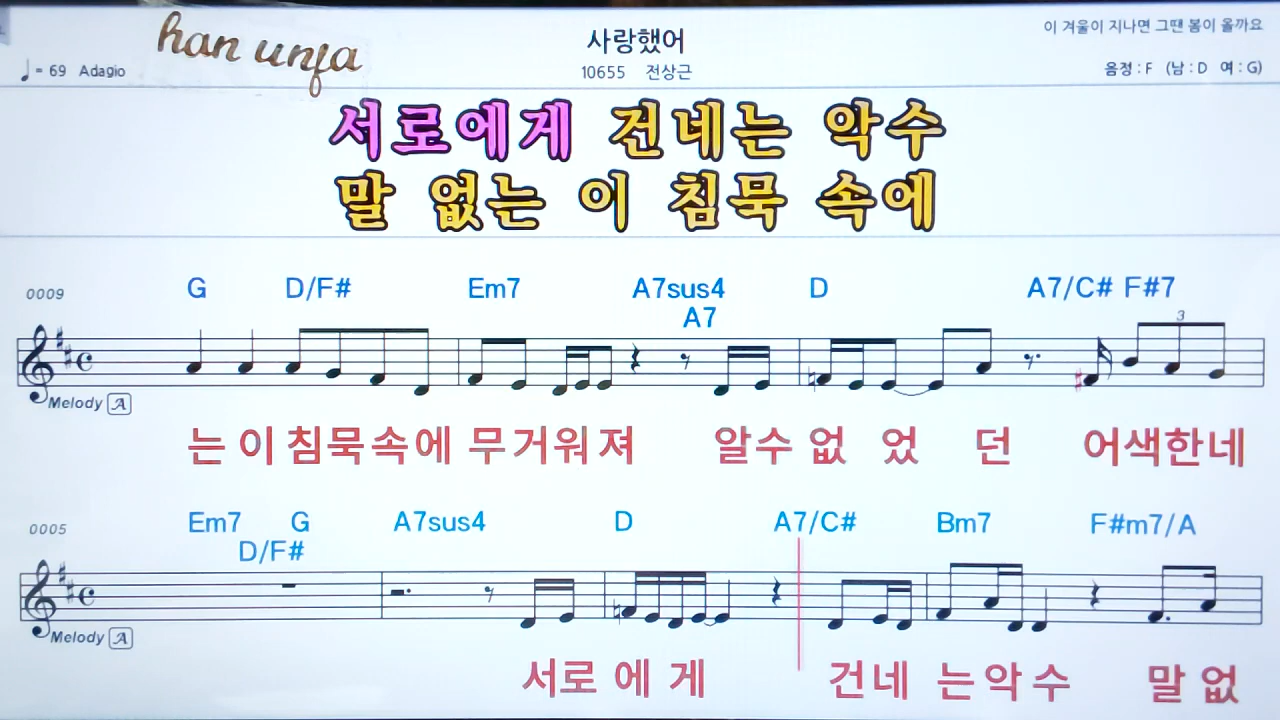 han unja
사랑했어
이 겨울이 지나면 그땐 봄이 올까요
♩= 69 Adagio
10655 전상근
음정 : F (남 : D 여 : G)
서로에게 건네는 악수
말 없는 이 침묵 속에
0009
G D/F# Em7 A7sus4 D A7/C# F#7
A7
3
Melody A
는 이 침묵속에 무거워져 알수 없 었 던 어색한네
0005
Em7 G A7sus4 D A7/C# Bm7 F#m7/A
D/F#
Melody A
서로 에 게 건네 는악수 말 없